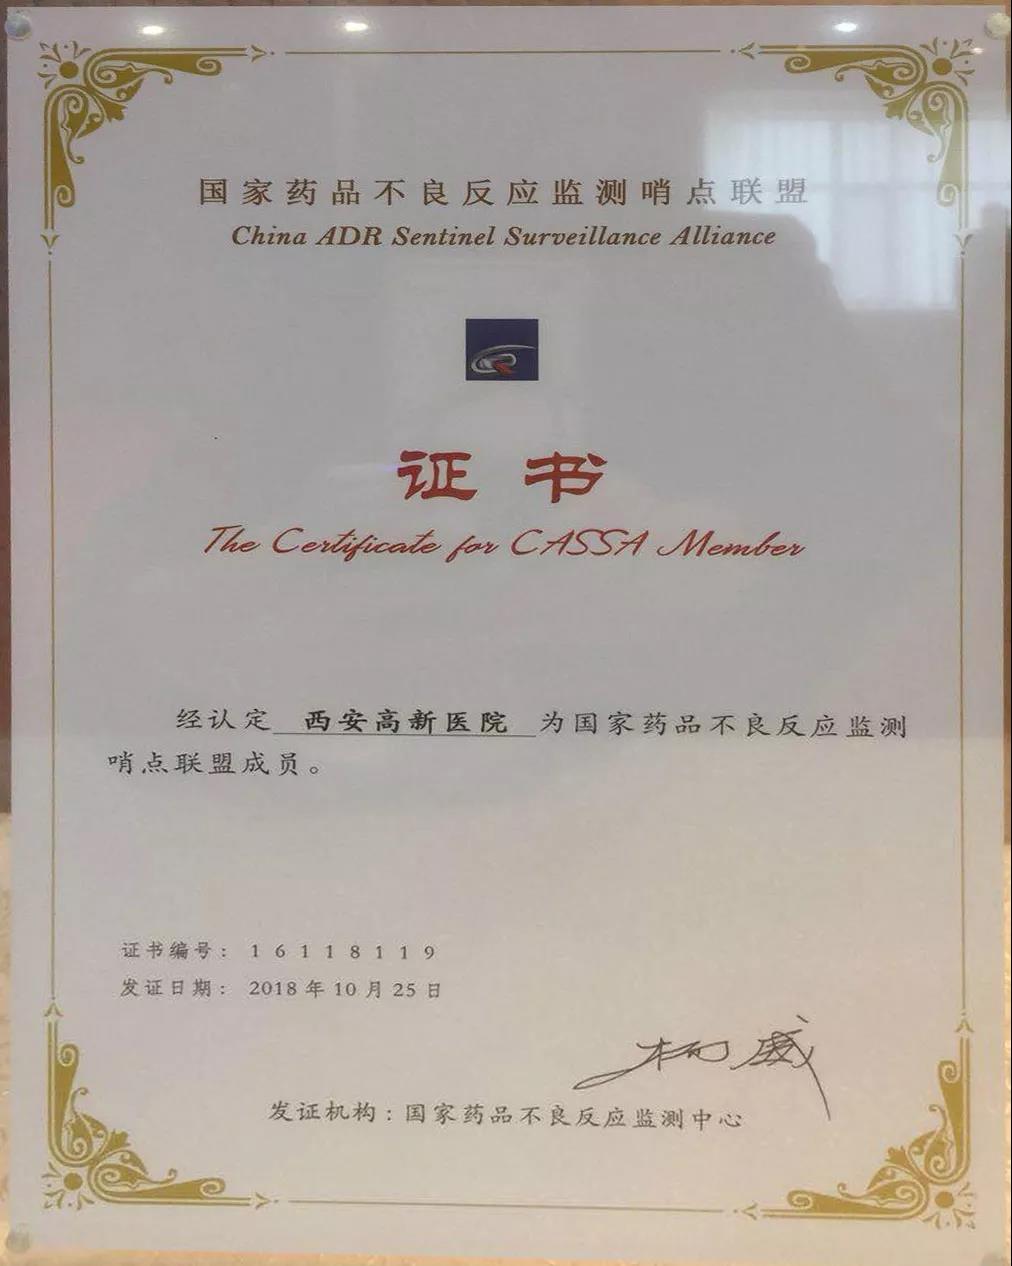 国家药品不良反应监测哨点联盟
China ADR Sentinel Surveillance Alliance
证书
The Certificate for CASSA Member
经认定 西安高新医院 为国家药品不良反应监测
哨点联盟成员。
证书编号：16118119
发证日期：2018年10月25日
杨威
发证机构：国家药品不良反应监测中心